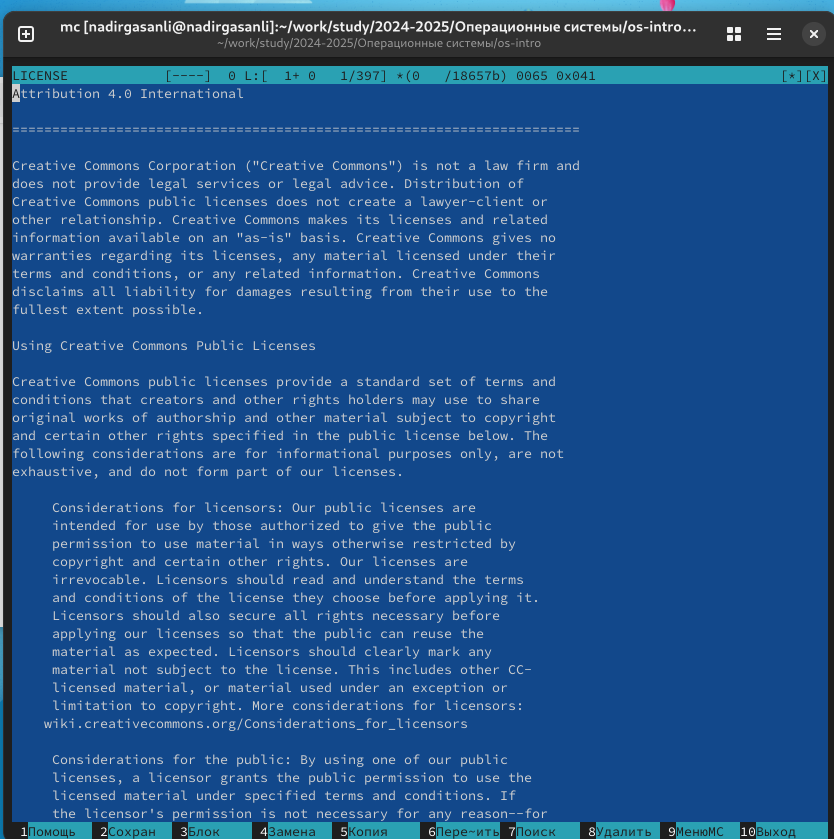 mc [nadirgasanli@nadirgasanli]:~/work/study/2024-2025/Операционные системы/os-intro…
~/work/study/2024-2025/Операционные системы/os-intro
LICENSE            [----]  0 L:[  1+ 0   1/397] *(0   /18657b) 0065 0x041                       [*][X]
Attribution 4.0 International
=======================================================================
Creative Commons Corporation ("Creative Commons") is not a law firm and
does not provide legal services or legal advice. Distribution of
Creative Commons public licenses does not create a lawyer-client or
other relationship. Creative Commons makes its licenses and related
information available on an "as-is" basis. Creative Commons gives no
warranties regarding its licenses, any material licensed under their
terms and conditions, or any related information. Creative Commons
disclaims all liability for damages resulting from their use to the
fullest extent possible.
Using Creative Commons Public Licenses
Creative Commons public licenses provide a standard set of terms and
conditions that creators and other rights holders may use to share
original works of authorship and other material subject to copyright
and certain other rights specified in the public license below. The
following considerations are for informational purposes only, are not
exhaustive, and do not form part of our licenses.
     Considerations for licensors: Our public licenses are
     intended for use by those authorized to give the public
     permission to use material in ways otherwise restricted by
     copyright and certain other rights. Our licenses are
     irrevocable. Licensors should read and understand the terms
     and conditions of the license they choose before applying it.
     Licensors should also secure all rights necessary before
     applying our licenses so that the public can reuse the
     material as expected. Licensors should clearly mark any
     material not subject to the license. This includes other CC-
     licensed material, or material used under an exception or
     limitation to copyright. More considerations for licensors:
    wiki.creativecommons.org/Considerations_for_licensors
     Considerations for the public: By using one of our public
     licenses, a licensor grants the public permission to use the
     licensed material under specified terms and conditions. If
     the licensor's permission is not necessary for any reason--for
1Помощь 2Сохран 3Блок 4Замена 5Копия 6Пере~ить 7Поиск 8Удалить 9МенюМС 10Выход